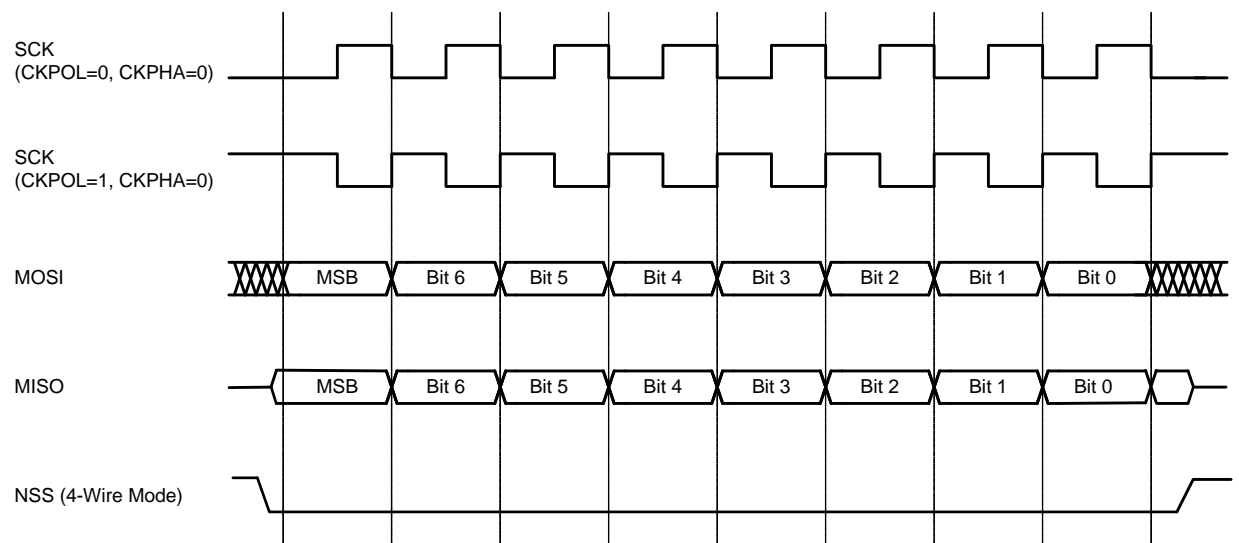 SCK
(CKPOL=0, CKPHA=0)
SCK
(CKPOL=1, CKPHA=0)
MOSI
MSB Bit 6 Bit 5 Bit 4 Bit 3 Bit 2 Bit 1 Bit 0
MISO
MSB Bit 6 Bit 5 Bit 4 Bit 3 Bit 2 Bit 1 Bit 0
NSS (4-Wire Mode)